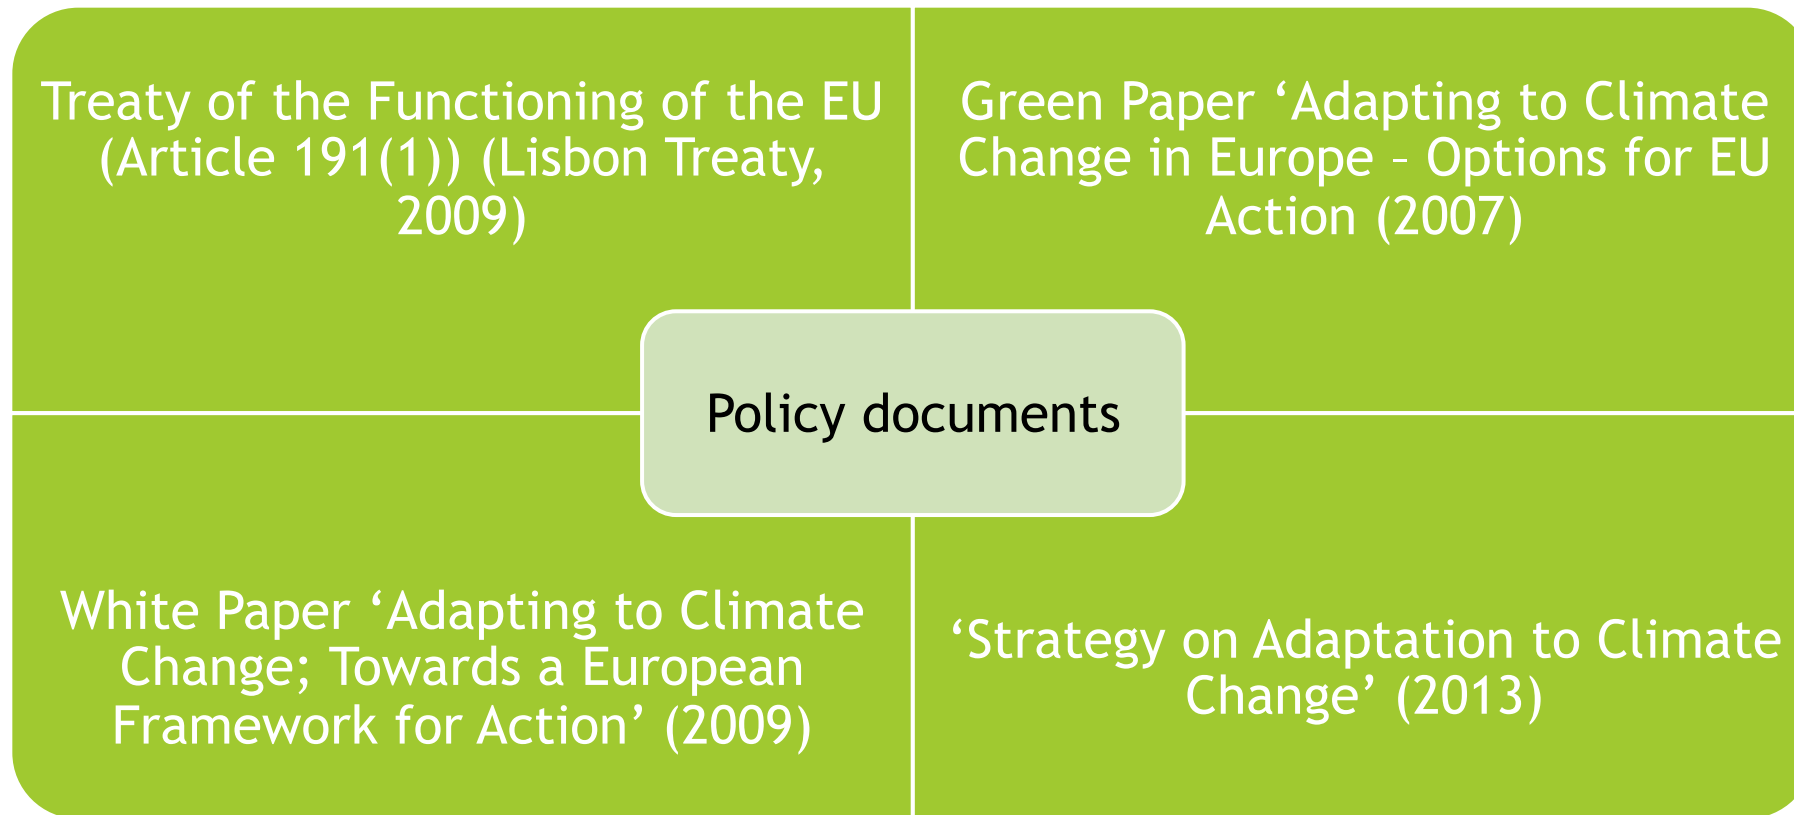 Treaty of the Functioning of the EU
(Article 191(1)) (Lisbon Treaty,
2009)
Green Paper ‘Adapting to Climate
Change in Europe – Options for EU
Action (2007)
Policy documents
White Paper ‘Adapting to Climate
Change; Towards a European
Framework for Action’ (2009)
‘Strategy on Adaptation to Climate
Change’ (2013)